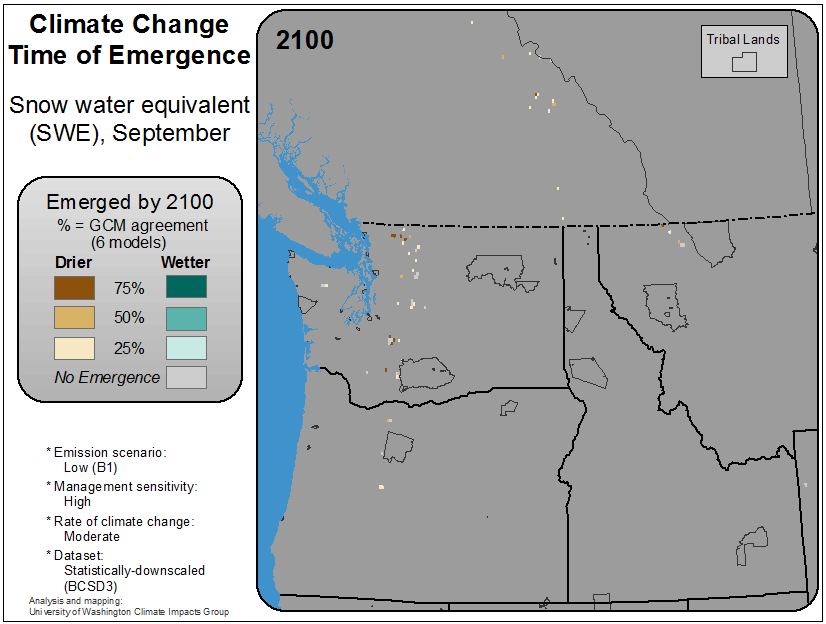 Climate Change
Time of Emergence
Snow water equivalent
(SWE), September
Emerged by 2100
% = GCM agreement
(6 models)
Drier Wetter
75%
50%
25%
No Emergence
* Emission scenario:
Low (B1)
* Management sensitivity:
High
* Rate of climate change:
Moderate
* Dataset:
Statistically-downscaled
(BCSD3)
Analysis and mapping:
University of Washington Climate Impacts Group
2100
Tribal Lands